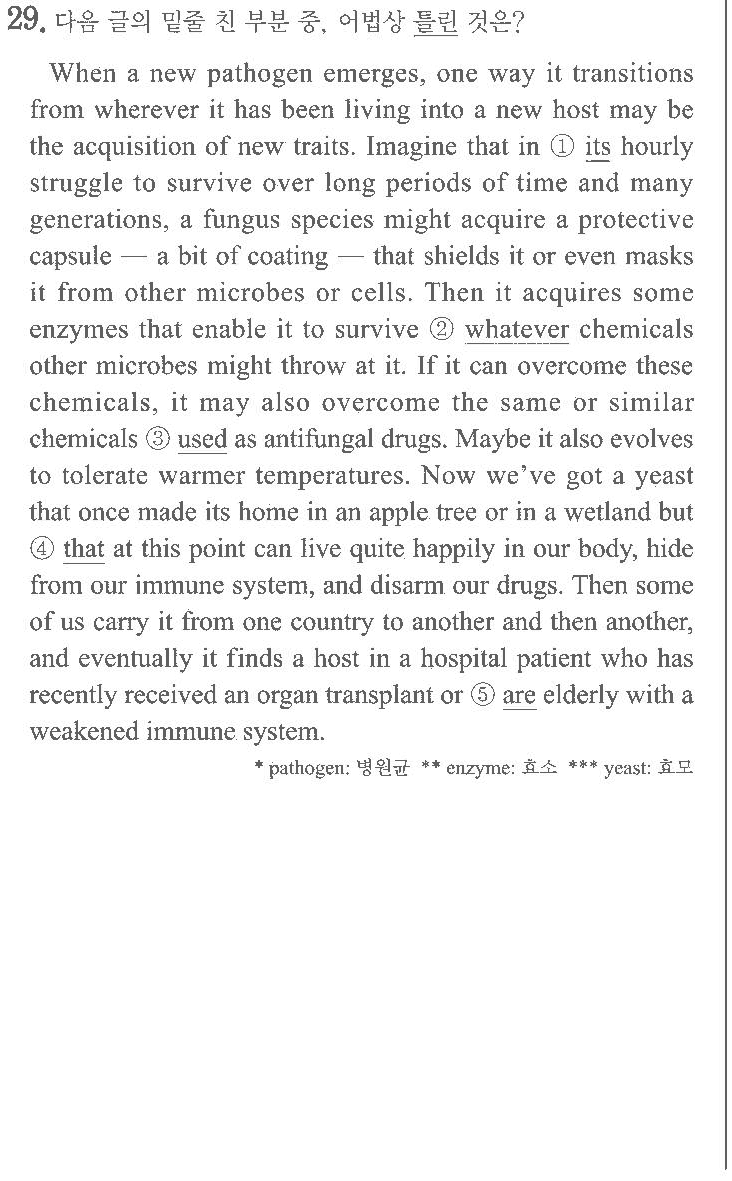 29. 다음 글의 밑줄 친 부분 중, 어법상 틀린 것은?
When a new pathogen emerges, one way it transitions
from wherever it has been living into a new host may be
the acquisition of new traits. Imagine that in ① its hourly
struggle to survive over long periods of time and many
generations, a fungus species might acquire a protective
capsule — a bit of coating — that shields it or even masks
it from other microbes or cells. Then it acquires some
enzymes that enable it to survive ② whatever chemicals
other microbes might throw at it. If it can overcome these
chemicals, it may also overcome the same or similar
chemicals ③ used as antifungal drugs. Maybe it also evolves
to tolerate warmer temperatures. Now we've got a yeast
that once made its home in an apple tree or in a wetland but
④ that at this point can live quite happily in our body, hide
from our immune system, and disarm our drugs. Then some
of us carry it from one country to another and then another,
and eventually it finds a host in a hospital patient who has
recently received an organ transplant or ⑤ are elderly with a
weakened immune system.
* pathogen: 병원균 ** enzyme: 효소 *** yeast: 효모